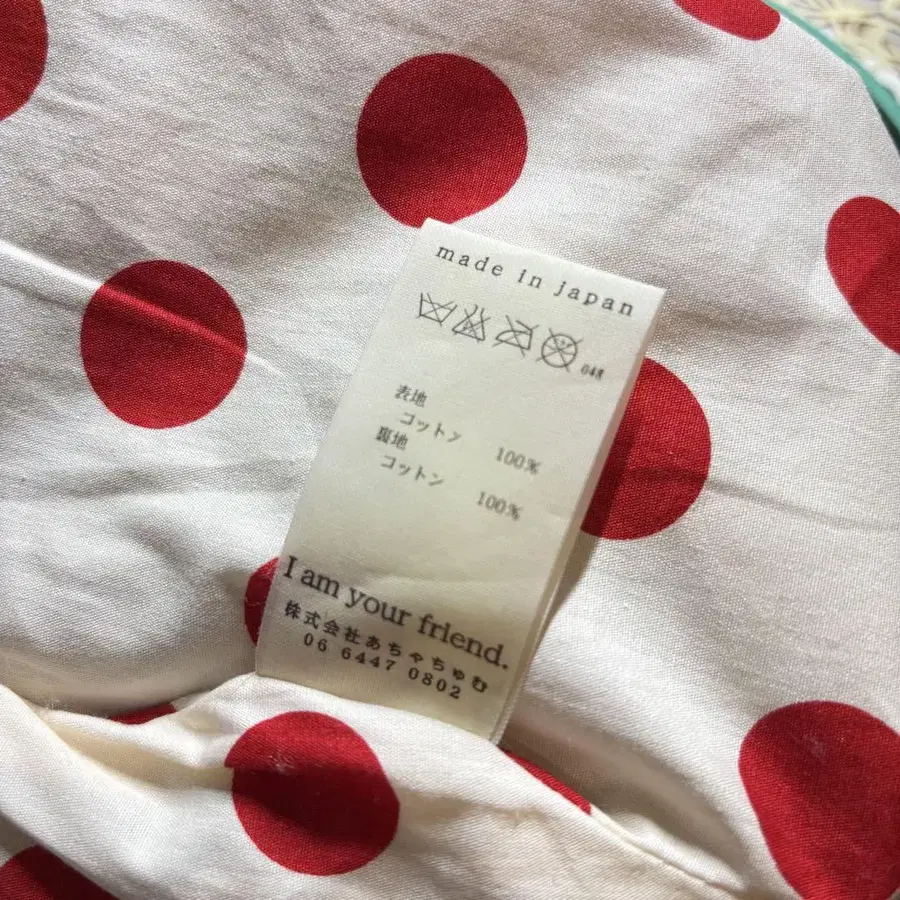 made in japan
048
表地
コットン 100%
裏地
コットン 100%
I am your friend.
株式会社あちゃちゅむ
06 6447 0802